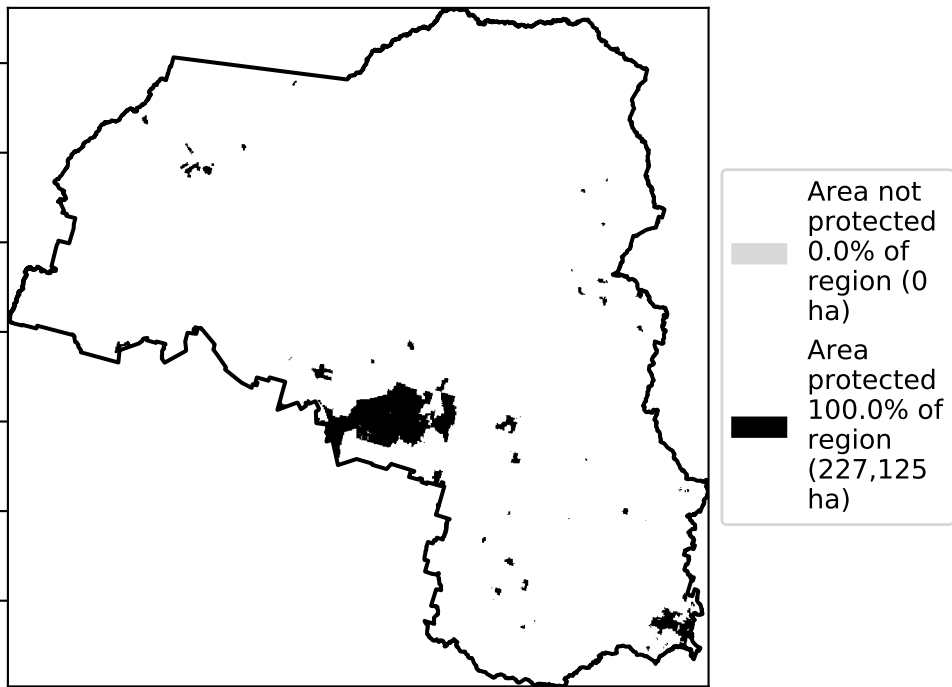 Area not
protected
0.0% of
region (0
ha)
Area
protected
100.0% of
region
(227,125
ha)